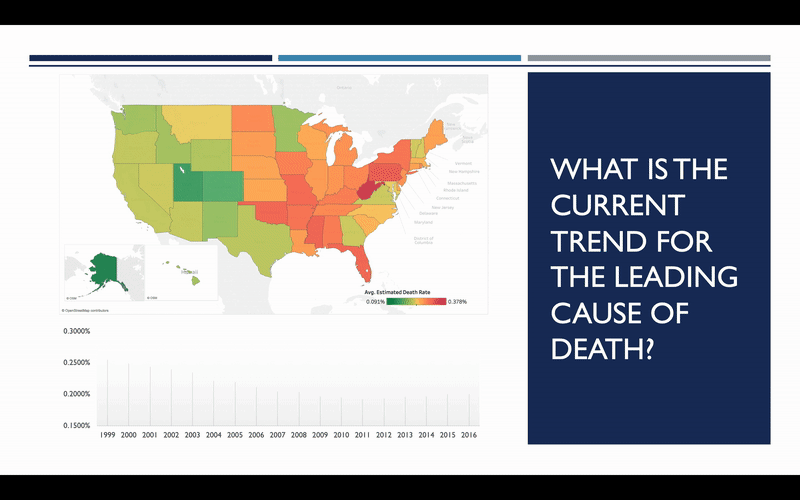 WHAT IS THE
CURRENT
TREND FOR
THE LEADING
CAUSE OF
DEATH?
Ontario
Vermont
New Hampshire
Massachusetts
Rhode Island
Connecticut
New Jersey
Delaware
Maryland
District of
Columbia
Hawaii
© OSM
© OSM
Avg. Estimated Death Rate
0.091% 0.378%
© OpenStreetMap contributors
0.3000%
0.2500%
0.2000%
0.1500%
1999 2000 2001 2002 2003 2004 2005 2006 2007 2008 2009 2010 2011 2012 2013 2014 2015 2016